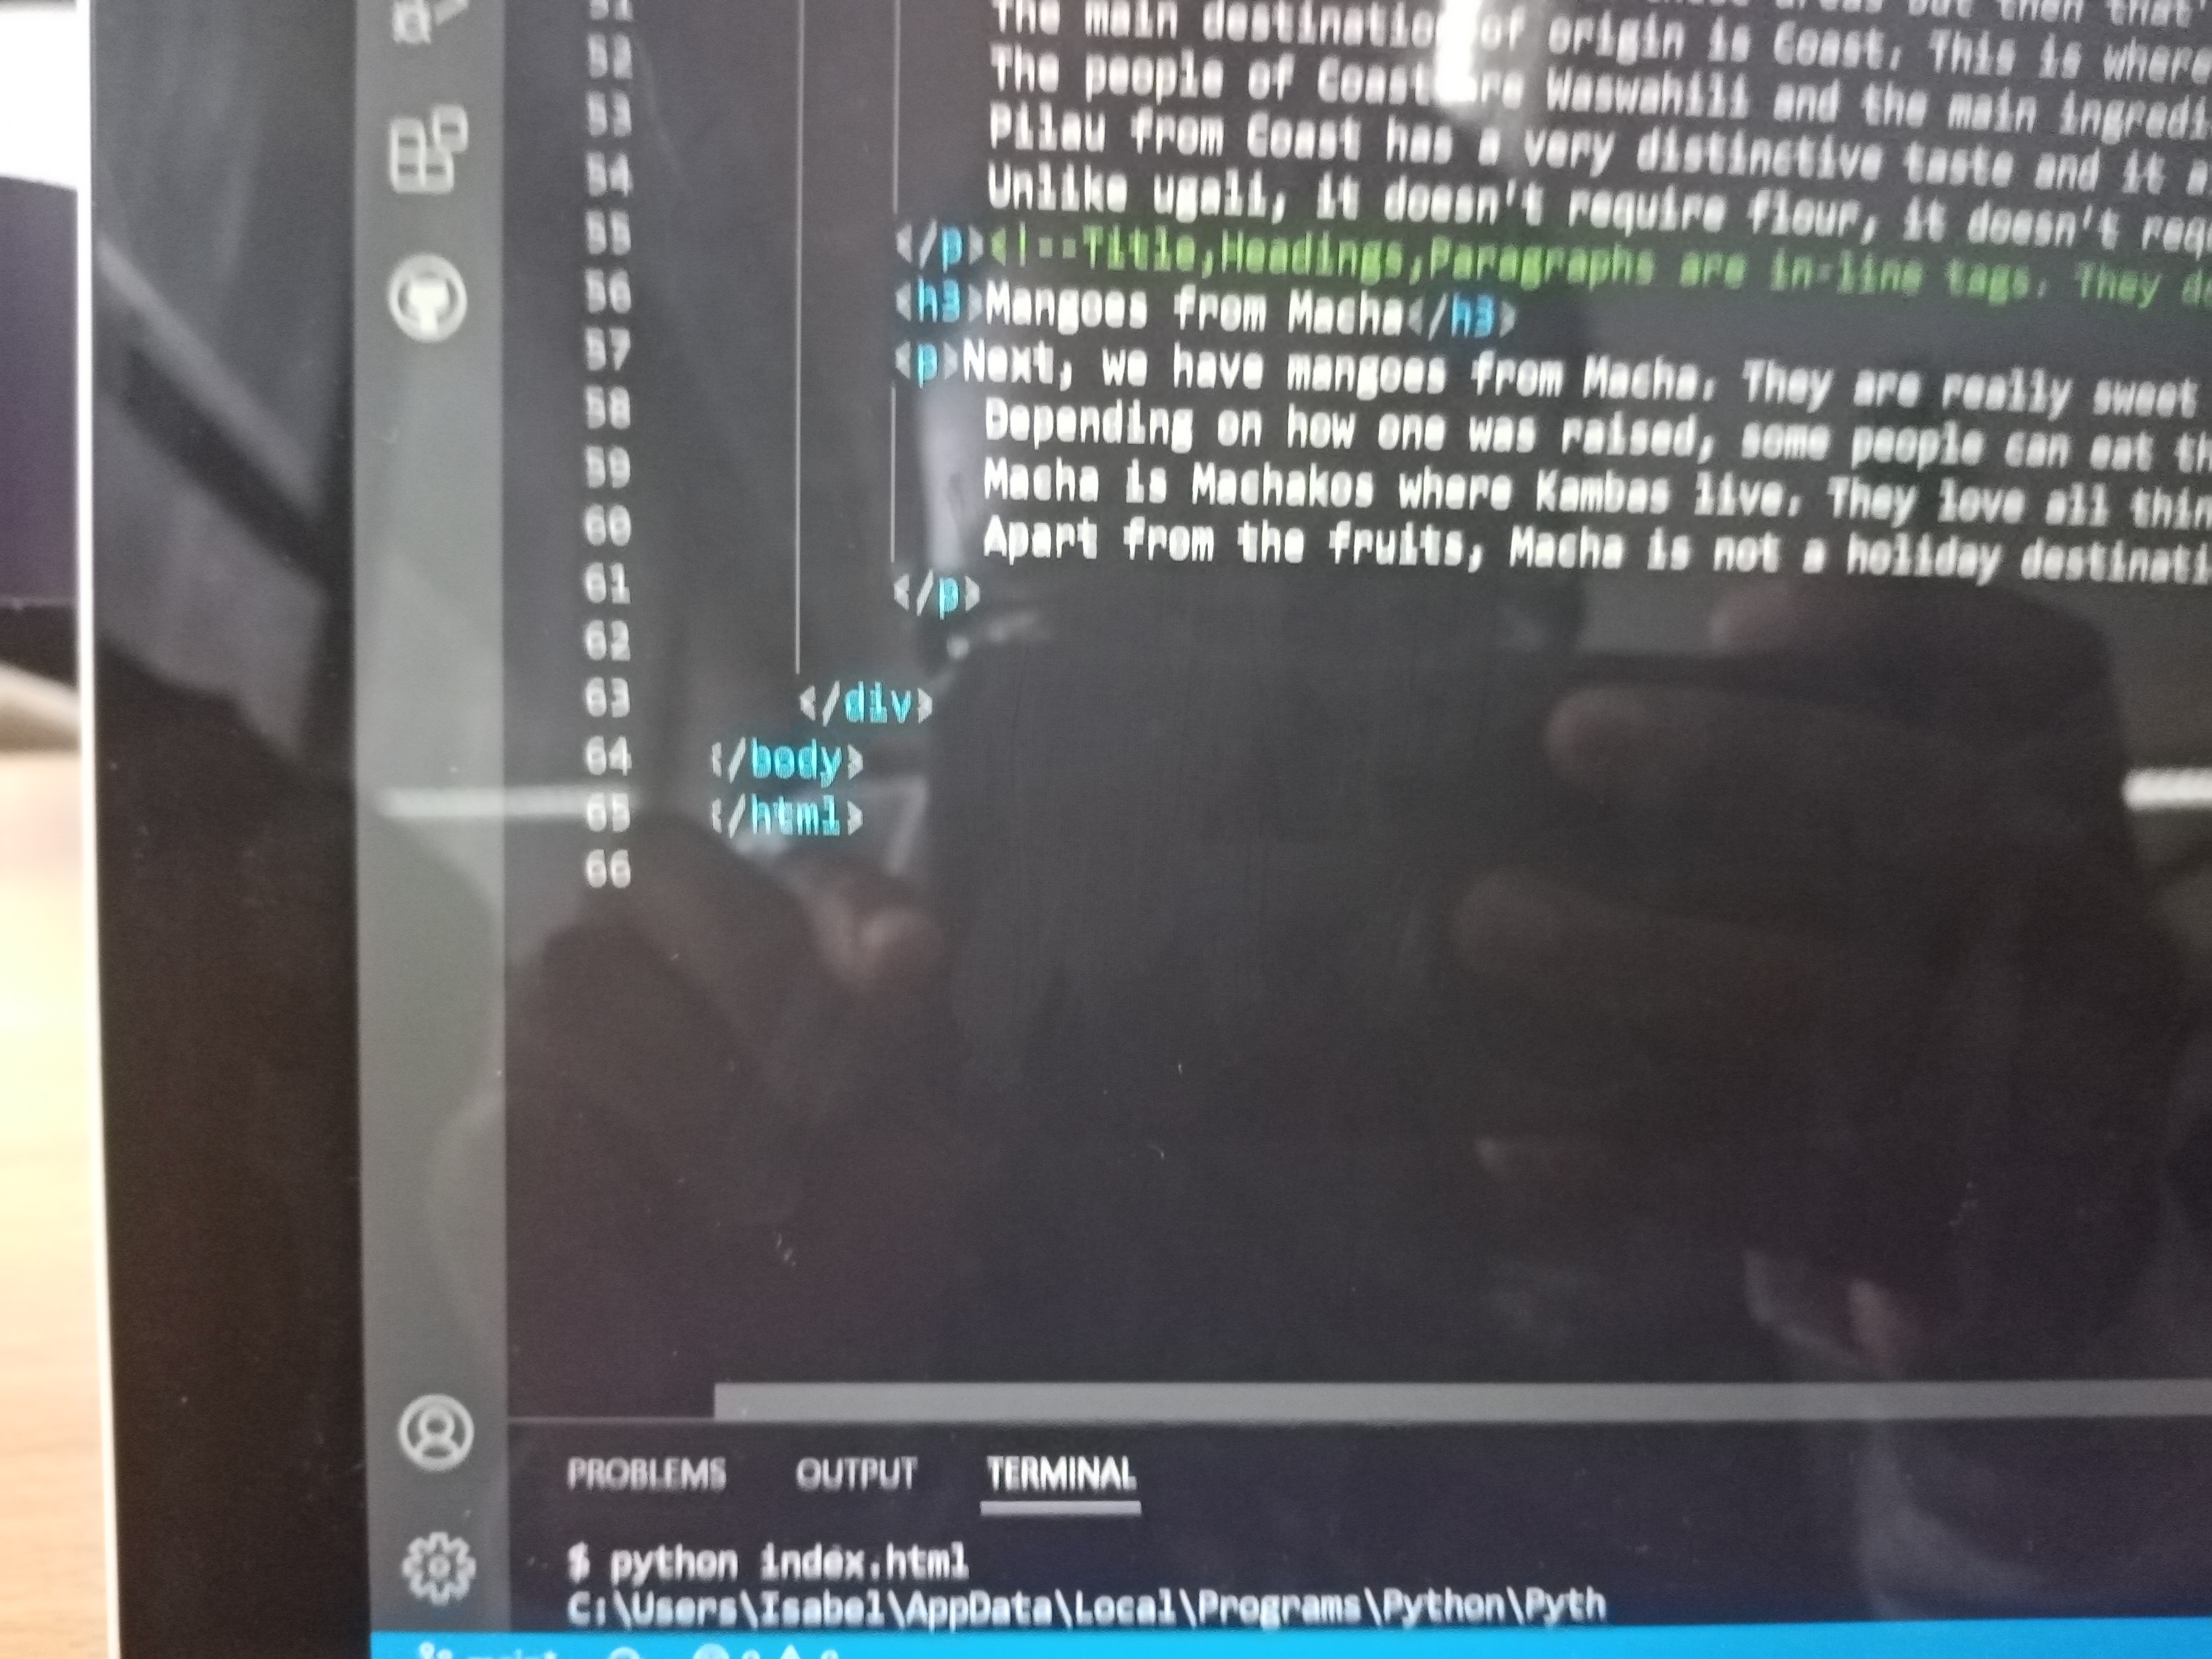 51
52 The main destination of origin is Coast. This is where
53 The people of Coast are Waswahili and the main ingredi
54 Pilau from Coast has a very distinctive taste and it a
Unlike ugali, it doesn't require flour, it doesn't req
55 </p><!--Title,Headings,Paragraphs are in-line tags. They do
56 <h3>Mangoes from Macha</h3>
57 <p>Next, we have mangoes from Macha. They are really sweet
58 Depending on how one was raised, some people can eat th
59 Macha is Machakos where Kambas live. They love all thin
60 Apart from the fruits, Macha is not a holiday destinati
61 </p>
62
63 </div>
64 </body>
65 </html>
66
PROBLEMS OUTPUT TERMINAL
$ python index.html
C:\Users\Isabel\AppData\Local\Programs\Python\Pyth